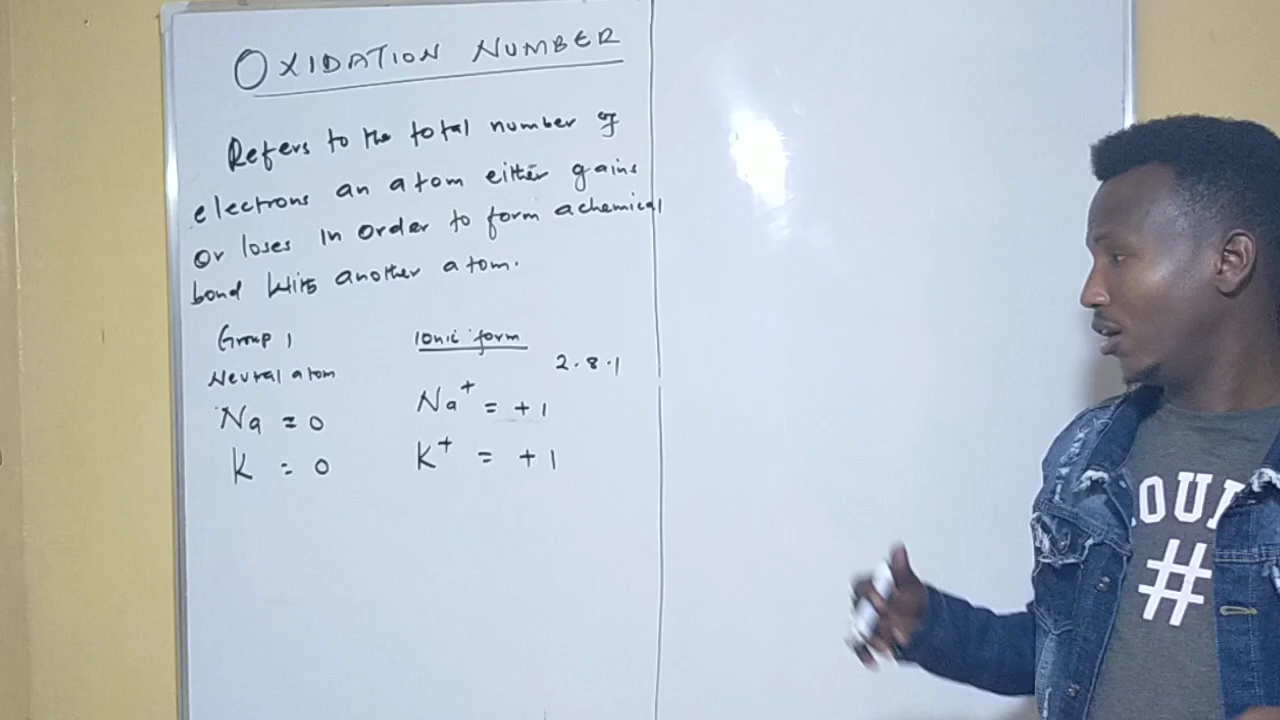 OXIDATION NUMBER
Refers to the total number of
electrons an atom either gains
or loses in order to form a chemical
bond with another atom.
Group 1 Ionic form
Neutral atom 2.8.1
Na = 0 Na⁺ = +1
K = 0 K⁺ = +1
#